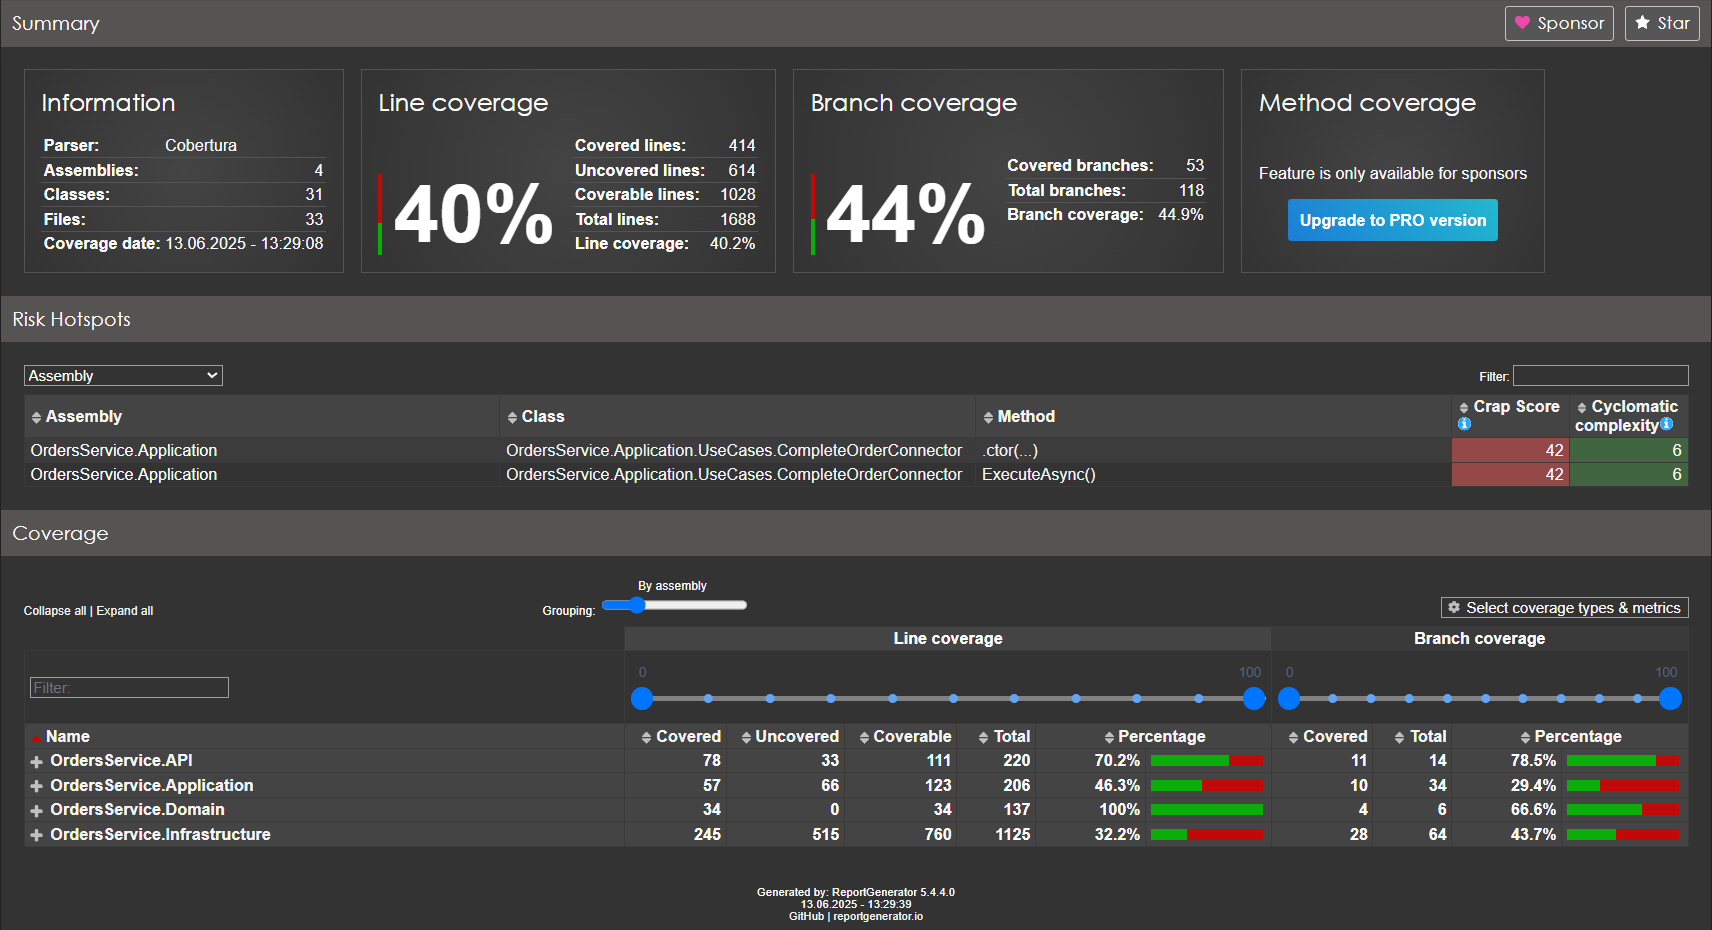 Summary
Sponsor
Star
Information
Parser: Cobertura
Assemblies: 4
Classes: 31
Files: 33
Coverage date: 13.06.2025 - 13:29:08
Line coverage
40%
Covered lines: 414
Uncovered lines: 614
Coverable lines: 1028
Total lines: 1688
Line coverage: 40.2%
Branch coverage
44%
Covered branches: 53
Total branches: 118
Branch coverage: 44.9%
Method coverage
Feature is only available for sponsors
Upgrade to PRO version
Risk Hotspots
Assembly
Filter:
Assembly Class Method Crap Score Cyclomatic complexity
OrdersService.Application OrdersService.Application.UseCases.CompleteOrderConnector .ctor(...) 42 6
OrdersService.Application OrdersService.Application.UseCases.CompleteOrderConnector ExecuteAsync() 42 6
Coverage
Collapse all | Expand all
Grouping:
By assembly
Select coverage types & metrics
Line coverage Branch coverage
Filter:
0 100 0 100
Name Covered Uncovered Coverable Total Percentage Covered Total Percentage
OrdersService.API 78 33 111 220 70.2% 11 14 78.5%
OrdersService.Application 57 66 123 206 46.3% 10 34 29.4%
OrdersService.Domain 34 0 34 137 100% 4 6 66.6%
OrdersService.Infrastructure 245 515 760 1125 32.2% 28 64 43.7%
Generated by: ReportGenerator 5.4.4.0
13.06.2025 - 13:29:39
GitHub | reportgenerator.io